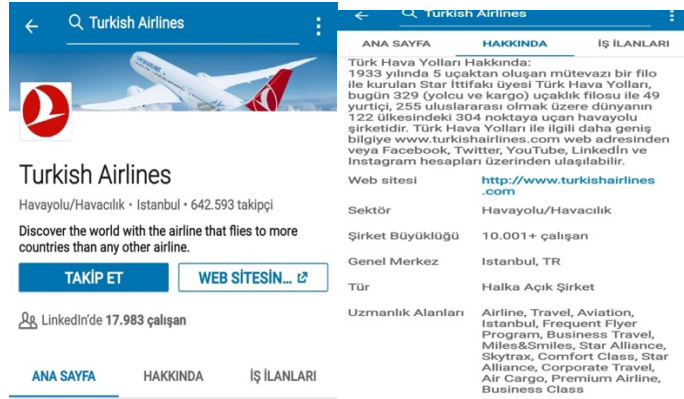 Turkish Airlines
TURKISH AIRLINES
Turkish Airlines
Havayolu/Havacılık • Istanbul • 642.593 takipçi
Discover the world with the airline that flies to more
countries than any other airline.
TAKİP ET
WEB SİTESİN...
LinkedIn'de 17.983 çalışan
ANA SAYFA HAKKINDA İŞ İLANLARI
Turkish Airlines
ANA SAYFA HAKKINDA İŞ İLANLARI
Türk Hava Yolları Hakkında:
1933 yılında 5 uçaktan oluşan mütevazı bir filo
ile kurulan Star İttifakı üyesi Türk Hava Yolları,
bugün 329 (yolcu ve kargo) uçaklık filosu ile 49
yurtiçi, 255 uluslararası olmak üzere dünyanın
122 ülkesindeki 304 noktaya uçan havayolu
şirketidir. Türk Hava Yolları ile ilgili daha geniş
bilgiye www.turkishairlines.com web adresinden
veya Facebook, Twitter, YouTube, Linkedİn ve
Instagram hesapları üzerinden ulaşılabilir.
Web sitesi http://www.turkishairlines
.com
Sektör Havayolu/Havacılık
Şirket Büyüklüğü 10.001+ çalışan
Genel Merkez Istanbul, TR
Tür Halka Açık Şirket
Uzmanlık Alanları Airline, Travel, Aviation,
Istanbul, Frequent Flyer
Program, Business Travel,
Miles&Smiles, Star Alliance,
Skytrax, Comfort Class, Star
Alliance, Corporate Travel,
Air Cargo, Premium Airline,
Business Class